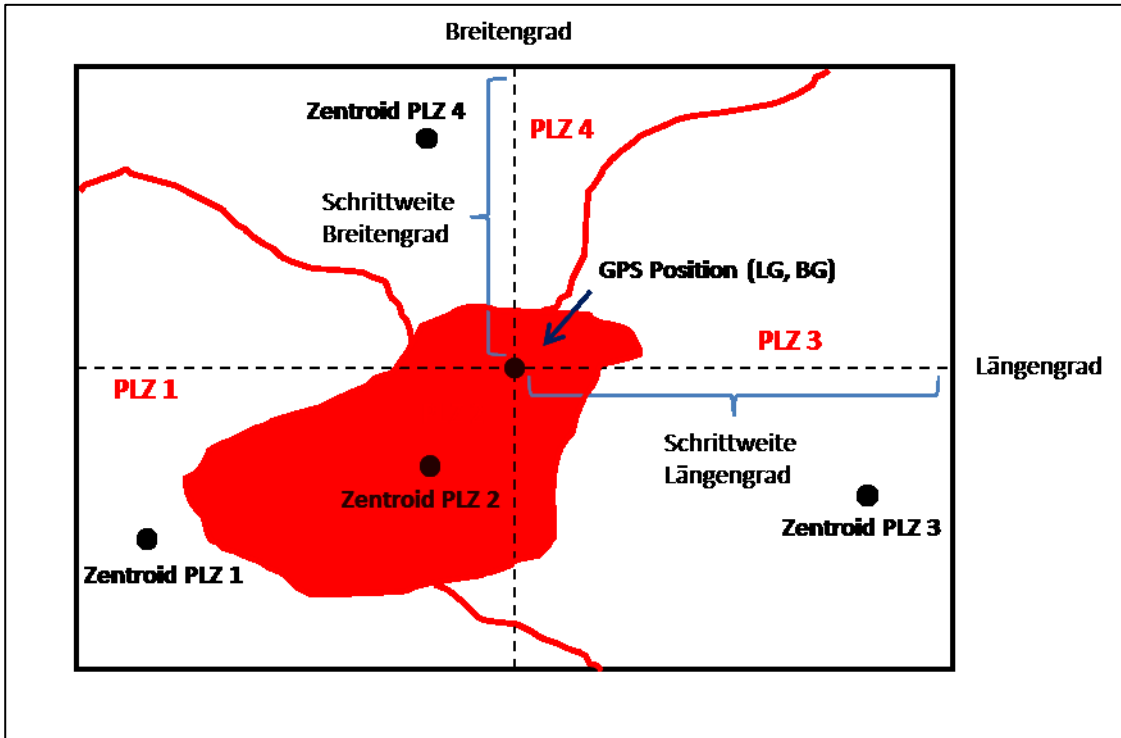 Breitengrad
Zentroid PLZ 4
PLZ 4
Schrittweite
Breitengrad
GPS Position (LG, BG)
PLZ 3
Längengrad
PLZ 1
Schrittweite
Längengrad
Zentroid PLZ 2
Zentroid PLZ 3
Zentroid PLZ 1